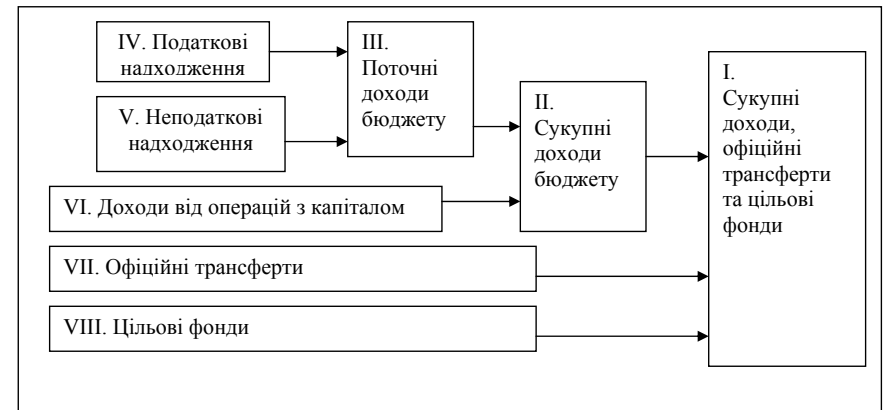 IV. Податкові
надходження
V. Неподаткові
надходження
III.
Поточні
доходи
бюджету
II.
Сукупні
доходи
бюджету
I.
Сукупні
доходи,
офіційні
трансферти
та цільові
фонди
VI. Доходи від операцій з капіталом
VII. Офіційні трансферти
VIII. Цільові фонди